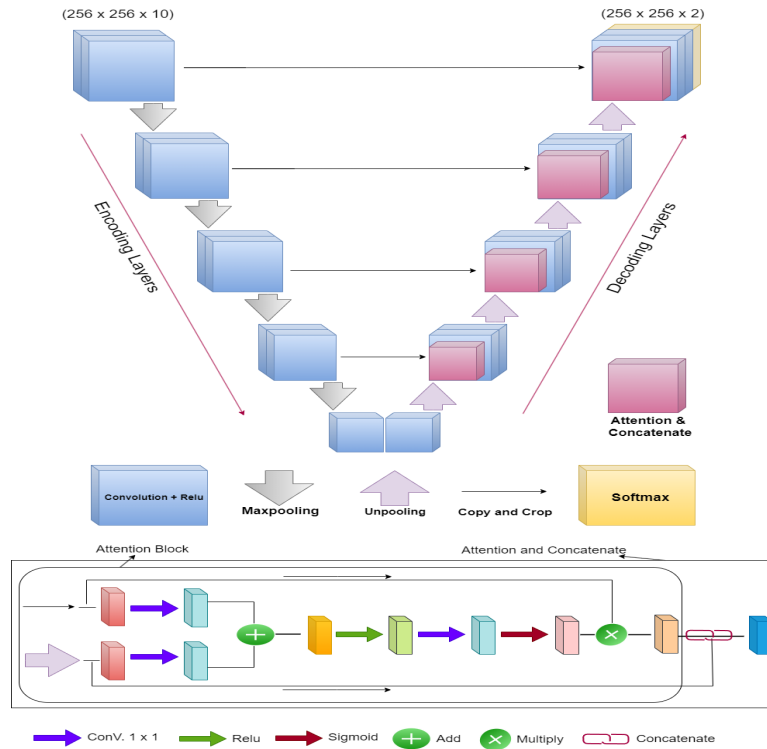 (256 x 256 x 10)
(256 x 256 x 2)
Encoding Layers
Decoding Layers
Attention &
Concatenate
Convolution + Relu
Maxpooling
Unpooling
Copy and Crop
Softmax
Attention Block
Attention and Concatenate
ConV. 1 x 1
Relu
Sigmoid
Add
Multiply
Concatenate